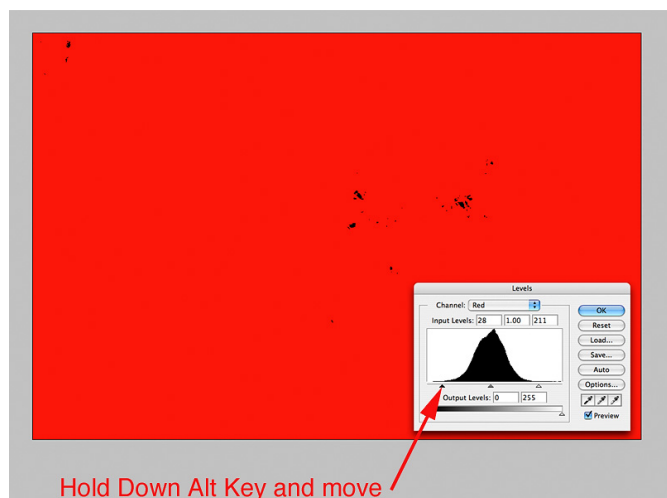 Levels
Channel: Red
Input Levels: 28 1.00 211
Output Levels: 0 255
OK
Reset
Load...
Save...
Auto
Options...
Preview
Hold Down Alt Key and move